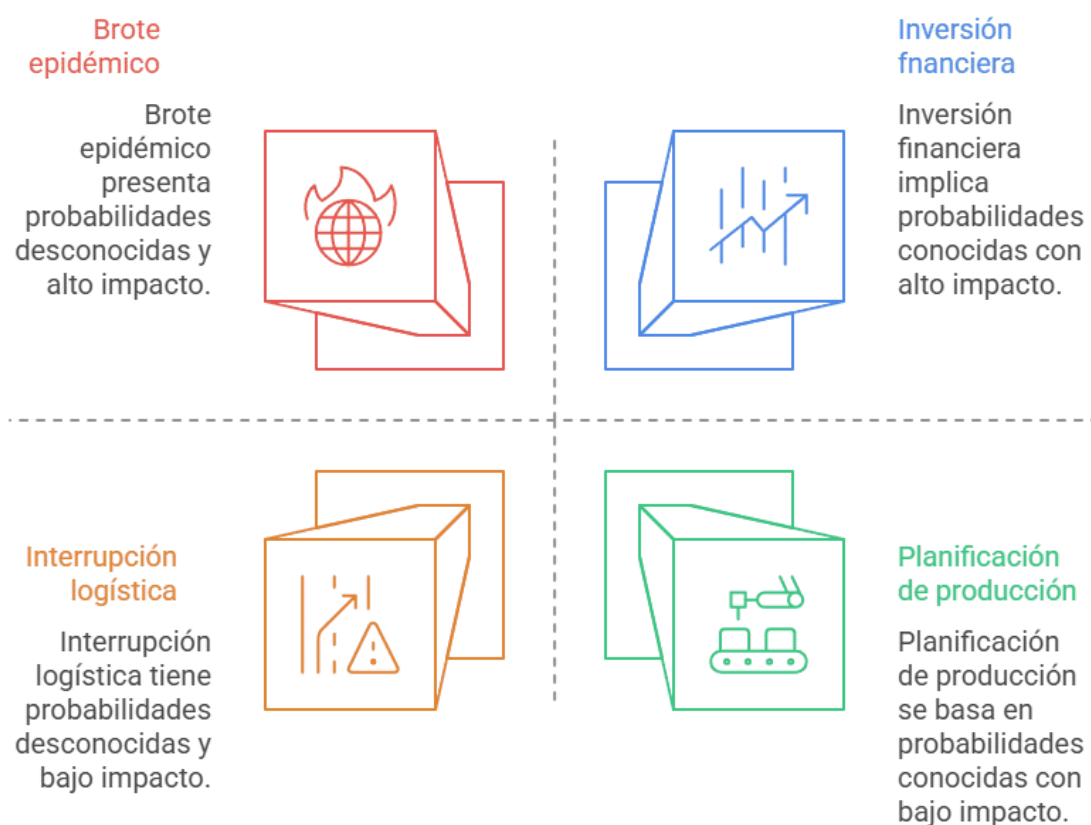 Brote
epidémico
Brote
epidémico
presenta
probabilidades
desconocidas y
alto impacto.
Inversión
fnanciera
Inversión
financiera
implica
probabilidades
conocidas con
alto impacto.
Interrupción
logística
Interrupción
logística tiene
probabilidades
desconocidas y
bajo impacto.
Planificación
de producción
Planificación
de producción
se basa en
probabilidades
conocidas con
bajo impacto.